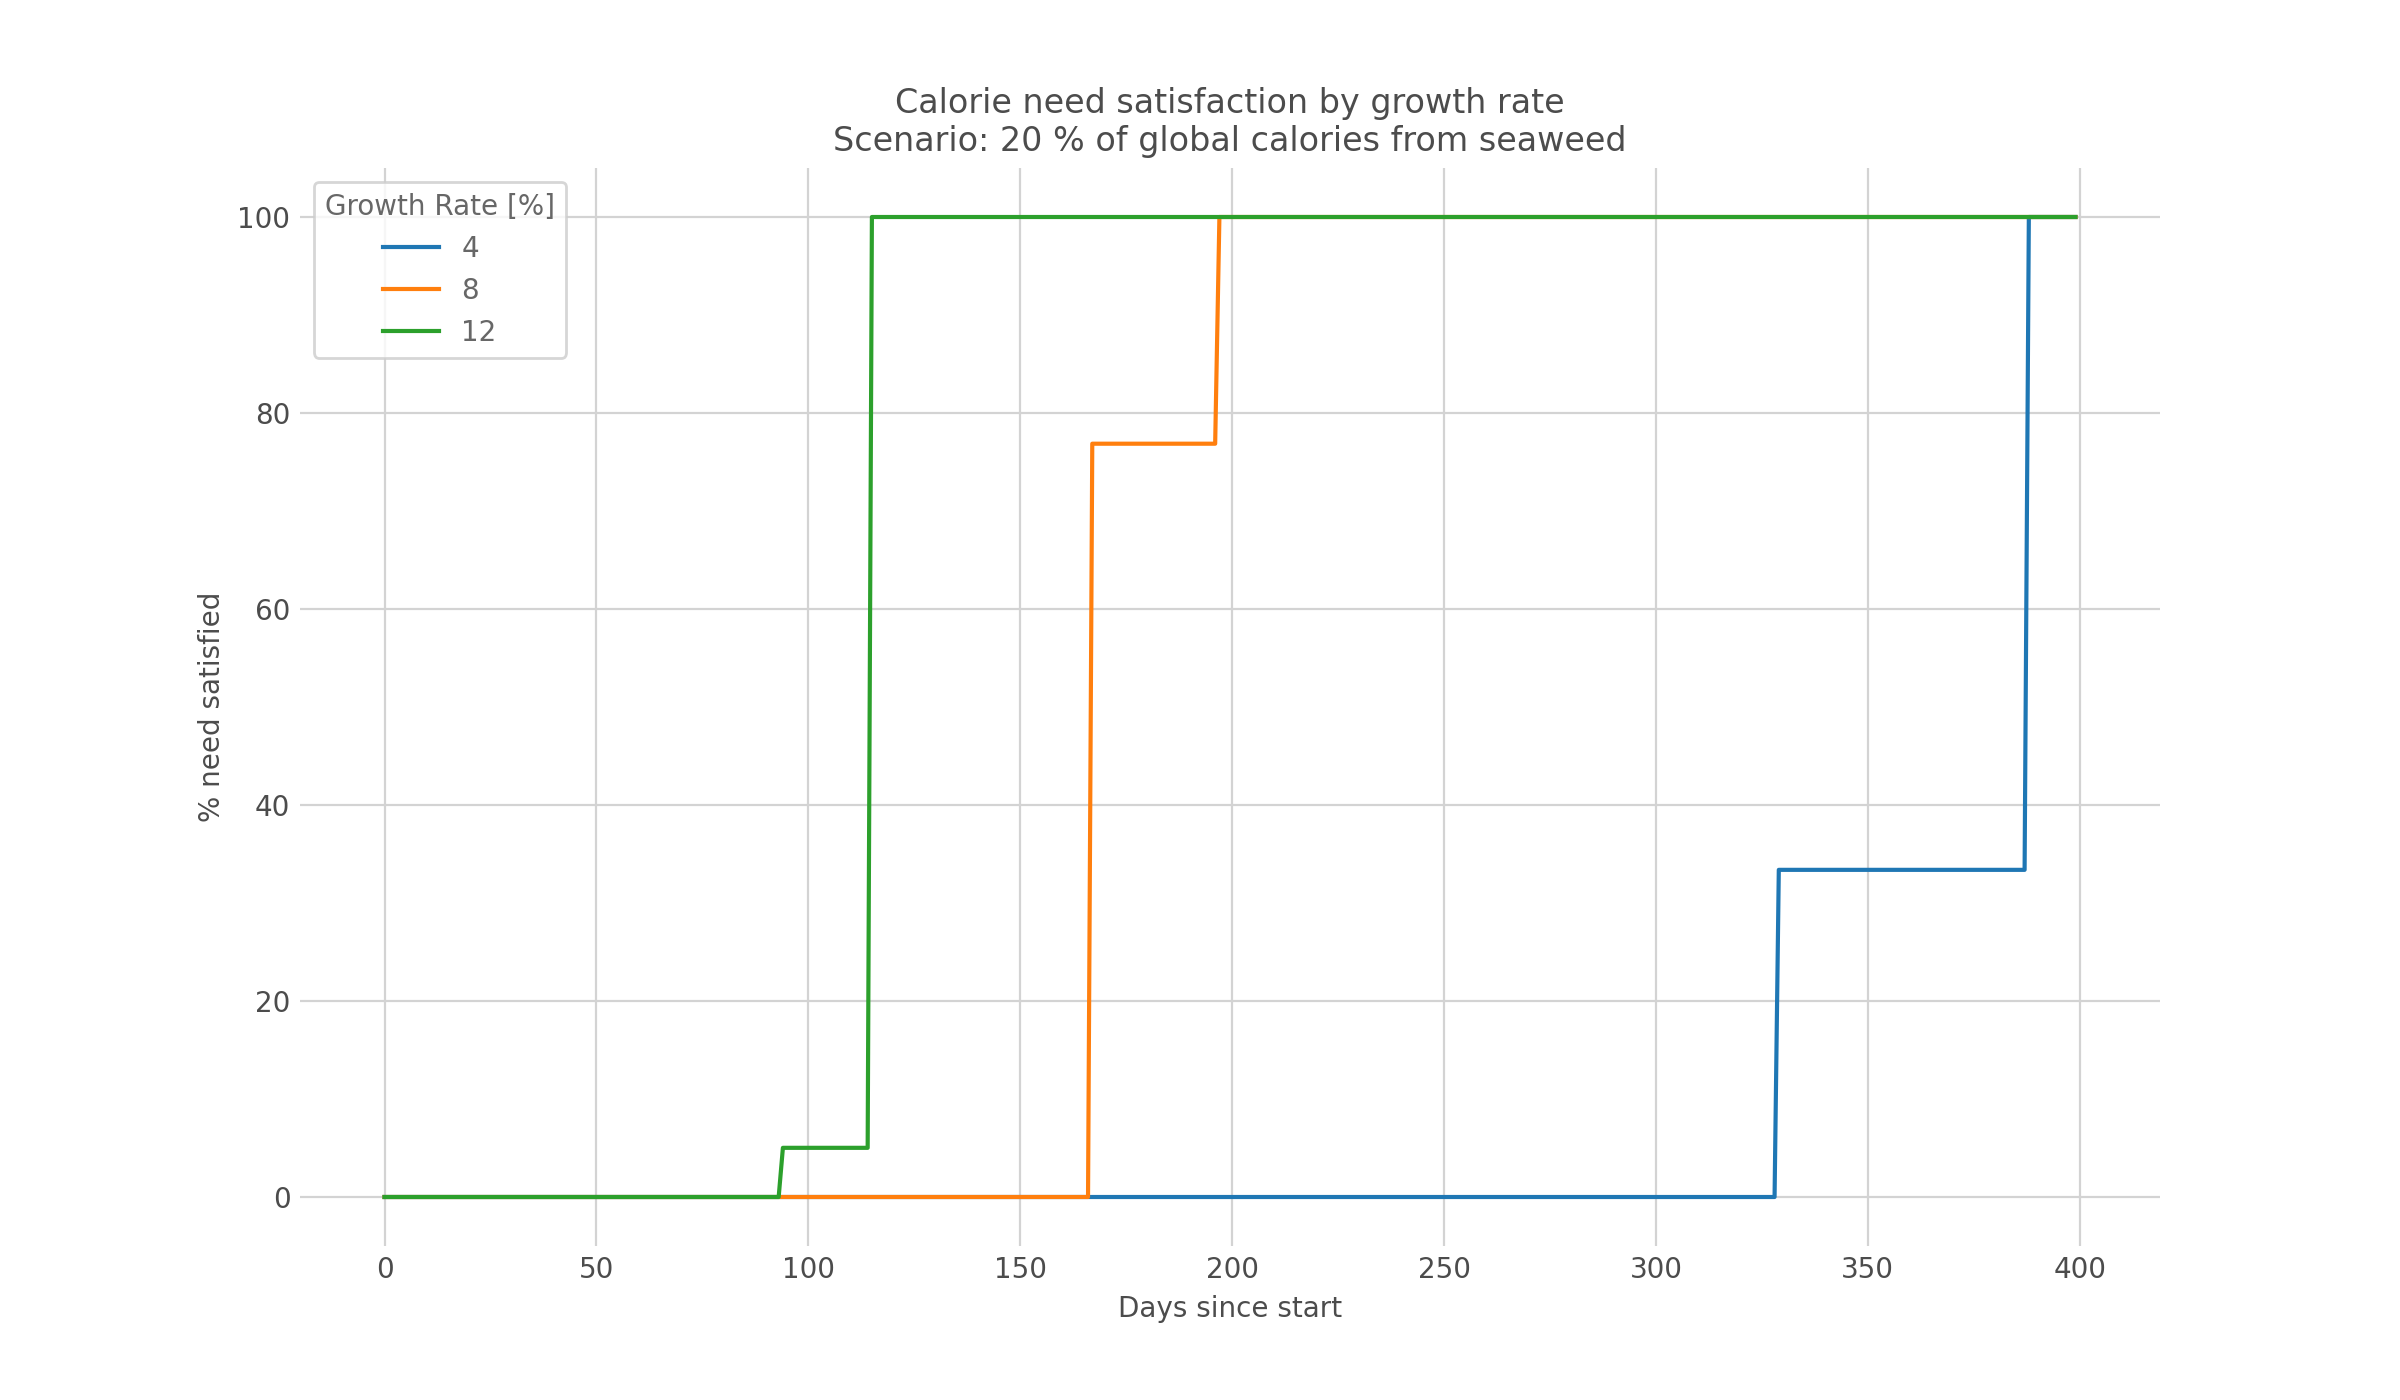 Calorie need satisfaction by growth rate
Scenario: 20 % of global calories from seaweed
Growth Rate [%]
4
8
12
% need satisfied
100
80
60
40
20
0
0 50 100 150 200 250 300 350 400
Days since start